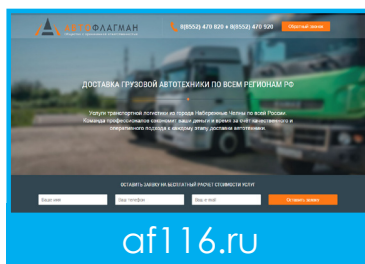 АВТОФЛАГМАН
8(8552) 470 820 • 8(8552) 470 920
Обратный звонок
ДОСТАВКА ГРУЗОВОЙ АВТОТЕХНИКИ ПО ВСЕМ РЕГИОНАМ РФ
Услуги транспортной логистики из города Набережные Челны по всей России.
Команда профессионалов сэкономит ваши деньги и время за счет качественного и
оперативного подхода к каждому этапу доставки автотехники.
ОСТАВИТЬ ЗАЯВКУ НА БЕСПЛАТНЫЙ РАСЧЕТ СТОИМОСТИ УСЛУГ
Ваше имя
Ваш телефон
Ваш e-mail
Оставить заявку
af116.ru